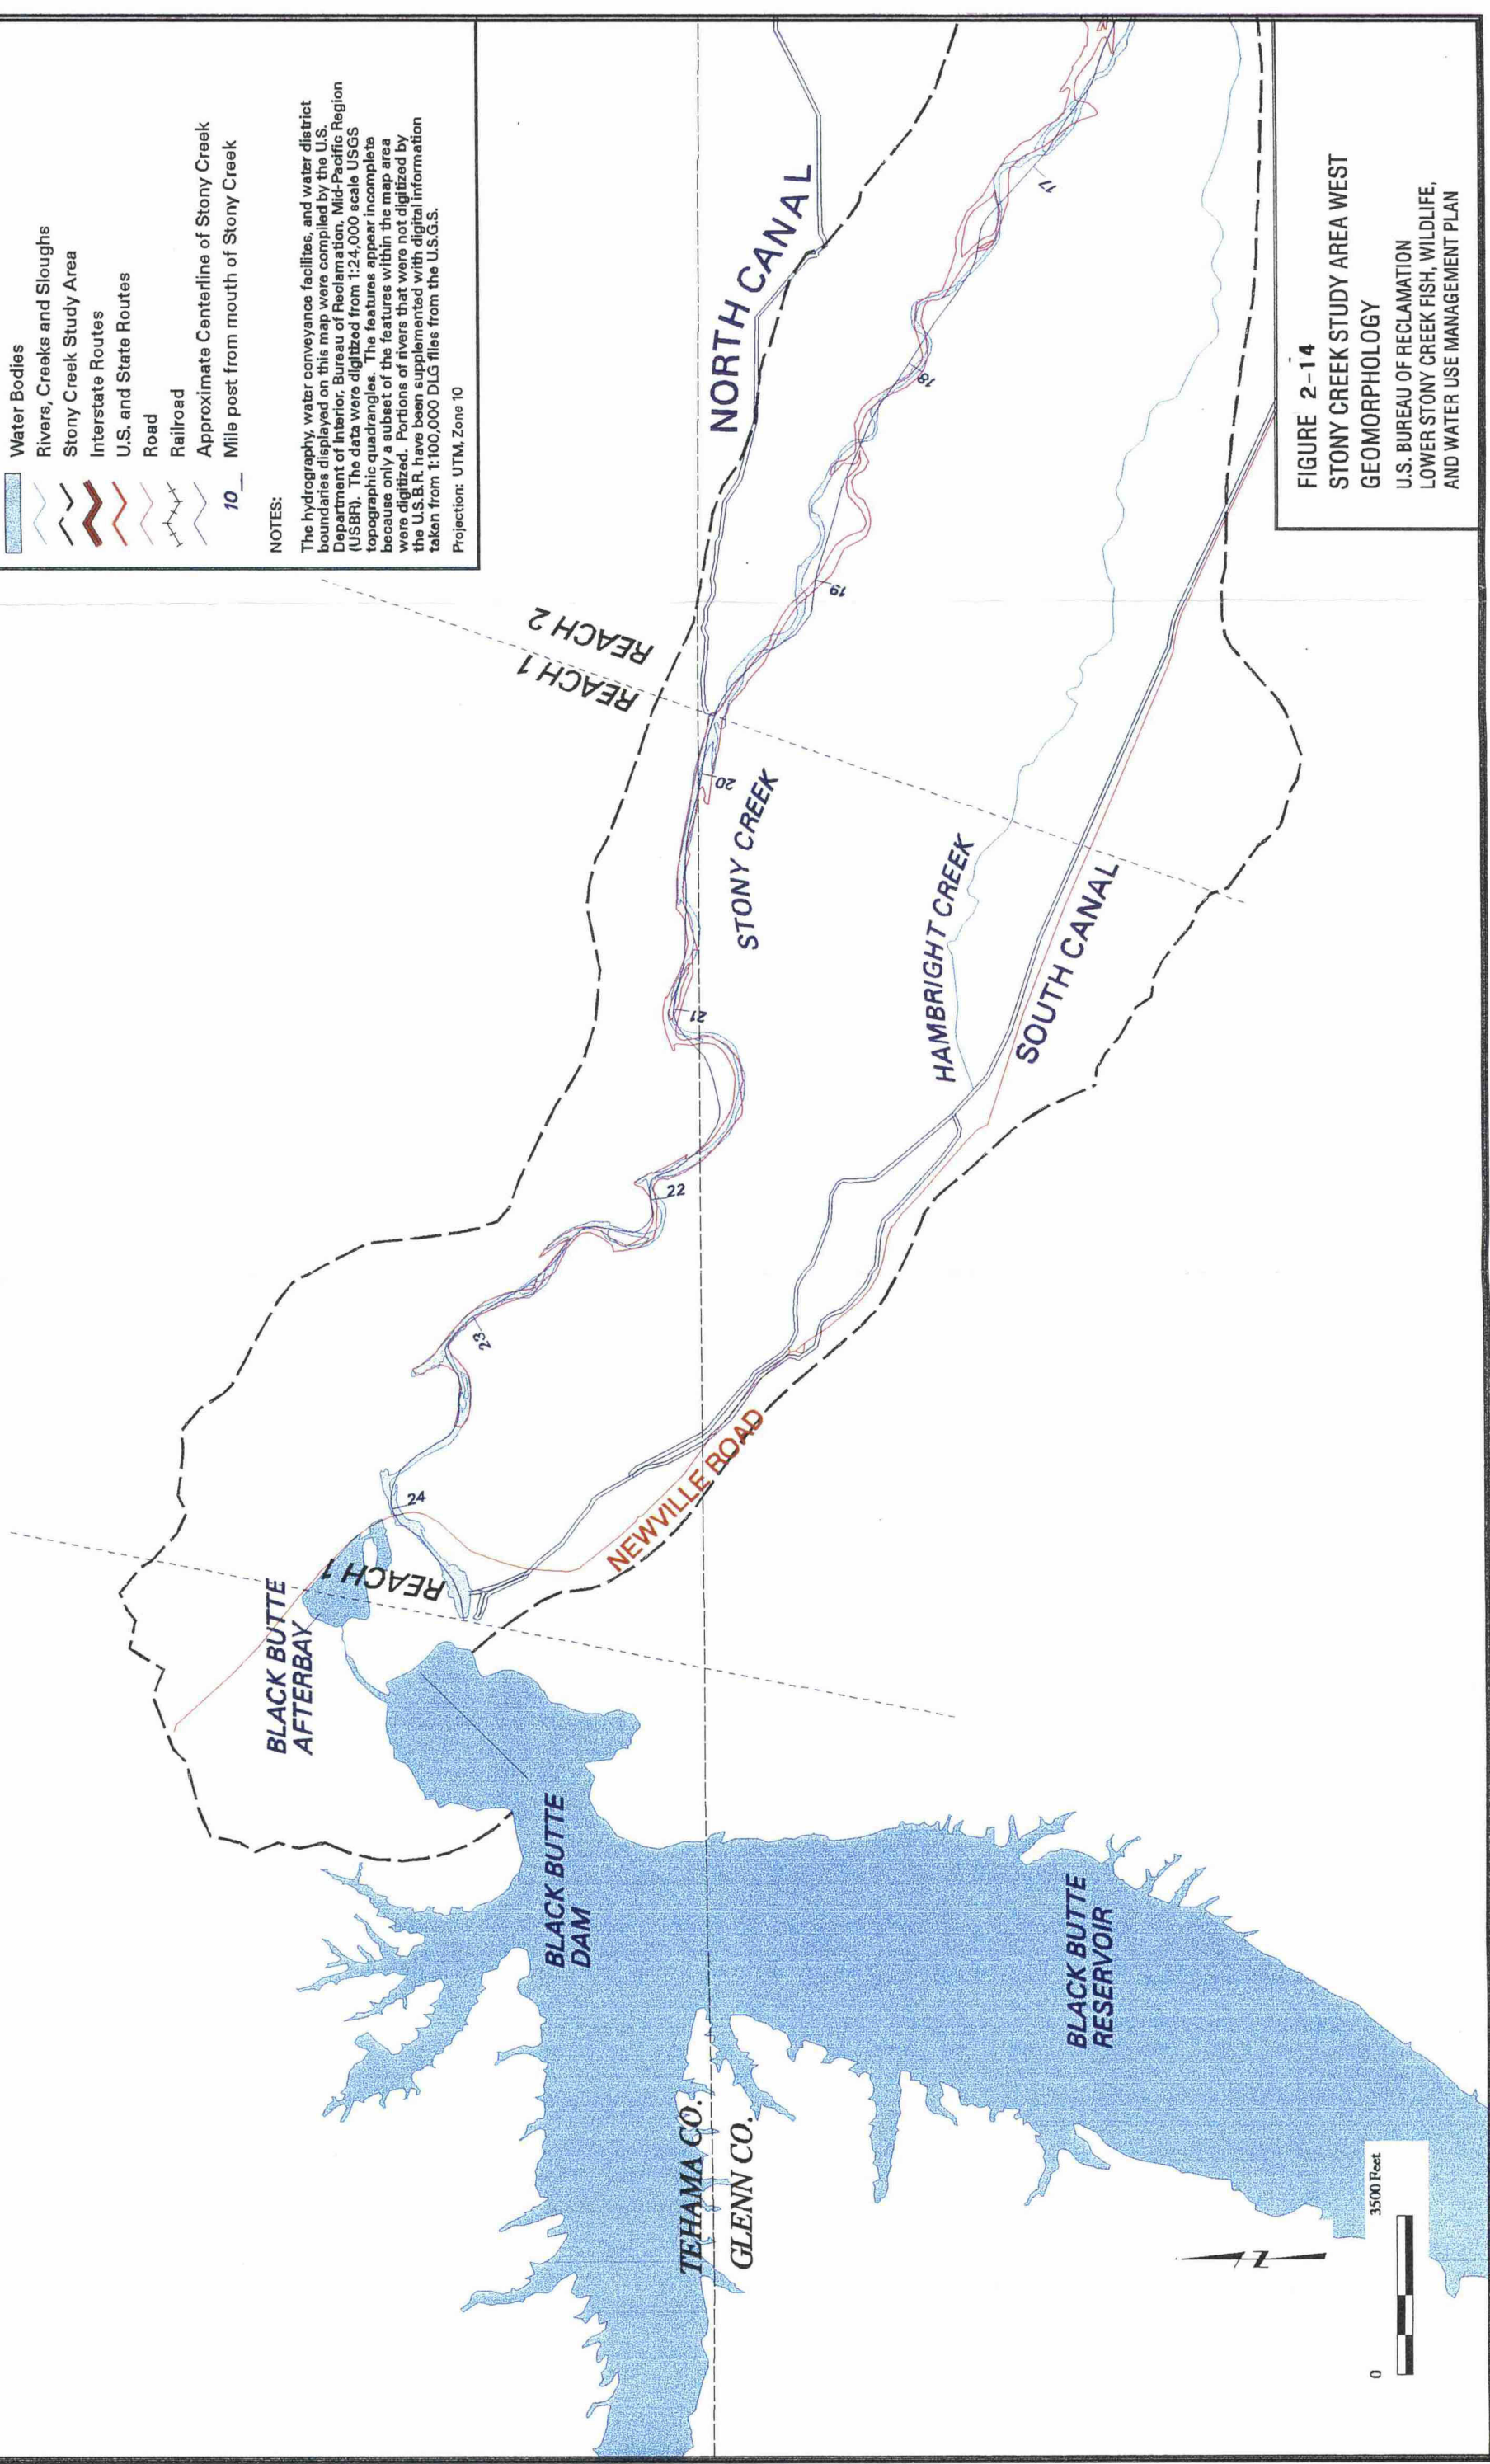 Water Bodies
Rivers, Creeks and Sloughs
Stony Creek Study Area
Interstate Routes
U.S. and State Routes
Road
Railroad
Approximate Centerline of Stony Creek
10 Mile post from mouth of Stony Creek
NOTES:
The hydrography, water conveyance facilites, and water district
boundaries displayed on this map were compiled by the U.S.
Department of Interior, Bureau of Reclamation, Mid-Pacific Region
(USBR). The data were digitized from 1:24,000 scale USGS
topographic quadrangles. The features appear incomplete
because only a subset of the features within the map area
were digitized. Portions of rivers that were not digitized by
the U.S.B.R. have been supplemented with digital information
taken from 1:100,000 DLG files from the U.S.G.S.
Projection: UTM, Zone 10
BLACK BUTTE
AFTERBAY
REACH 1
REACH 1
REACH 2
24
23
22
21
20
19
18
17
NORTH CANAL
STONY CREEK
HAMBRIGHT CREEK
SOUTH CANAL
NEWVILLE ROAD
BLACK BUTTE
DAM
TEHAMA CO.
GLENN CO.
BLACK BUTTE
RESERVOIR
N
0 3500 Feet
FIGURE 2-14
STONY CREEK STUDY AREA WEST
GEOMORPHOLOGY
U.S. BUREAU OF RECLAMATION
LOWER STONY CREEK FISH, WILDLIFE,
AND WATER USE MANAGEMENT PLAN